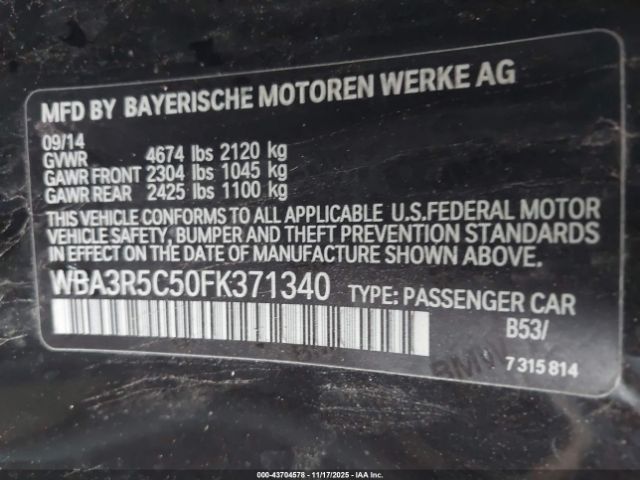 MFD BY BAYERISCHE MOTOREN WERKE AG
09/14
GVWR 4674 lbs 2120 kg
GAWR FRONT 2304 lbs 1045 kg
GAWR REAR 2425 lbs 1100 kg
THIS VEHICLE CONFORMS TO ALL APPLICABLE U.S.FEDERAL MOTOR
VEHICLE SAFETY, BUMPER AND THEFT PREVENTION STANDARDS
IN EFFECT ON THE DATE OF MANUFACTURE SHOWN ABOVE.
WBA3R5C50FK371340 TYPE: PASSENGER CAR
B53/
BMW
7315814
000-43704578 - 11/17/2025 - IAA, Inc.